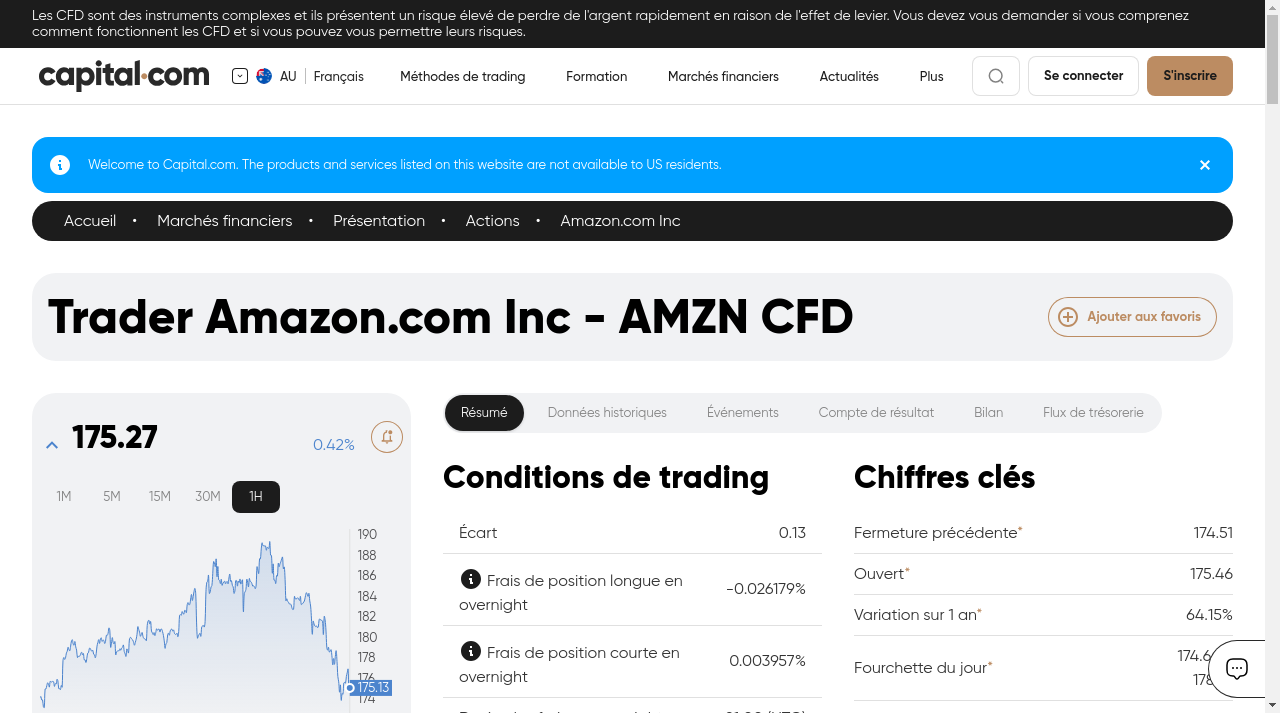 Les CFD sont des instruments complexes et ils présentent un risque élevé de perdre de l'argent rapidement en raison de l'effet de levier. Vous devez vous demander si vous comprenez
comment fonctionnent les CFD et si vous pouvez vous permettre leurs risques.
capital.com
AU Français
Méthodes de trading
Formation
Marchés financiers
Actualités
Plus
Se connecter
S'inscrire
Welcome to Capital.com. The products and services listed on this website are not available to US residents.
Accueil • Marchés financiers • Présentation • Actions • Amazon.com Inc
Trader Amazon.com Inc - AMZN CFD
Ajouter aux favoris
175.27
0.42%
1M 5M 15M 30M 1H
190
188
186
184
182
180
178
176
175.13
174
Résumé Données historiques Événements Compte de résultat Bilan Flux de trésorerie
Conditions de trading
Écart 0.13
Frais de position longue en
overnight
-0.026179%
Frais de position courte en
overnight
0.003957%
Chiffres clés
Fermeture précédente* 174.51
Ouvert* 175.46
Variation sur 1 an* 64.15%
Fourchette du jour*